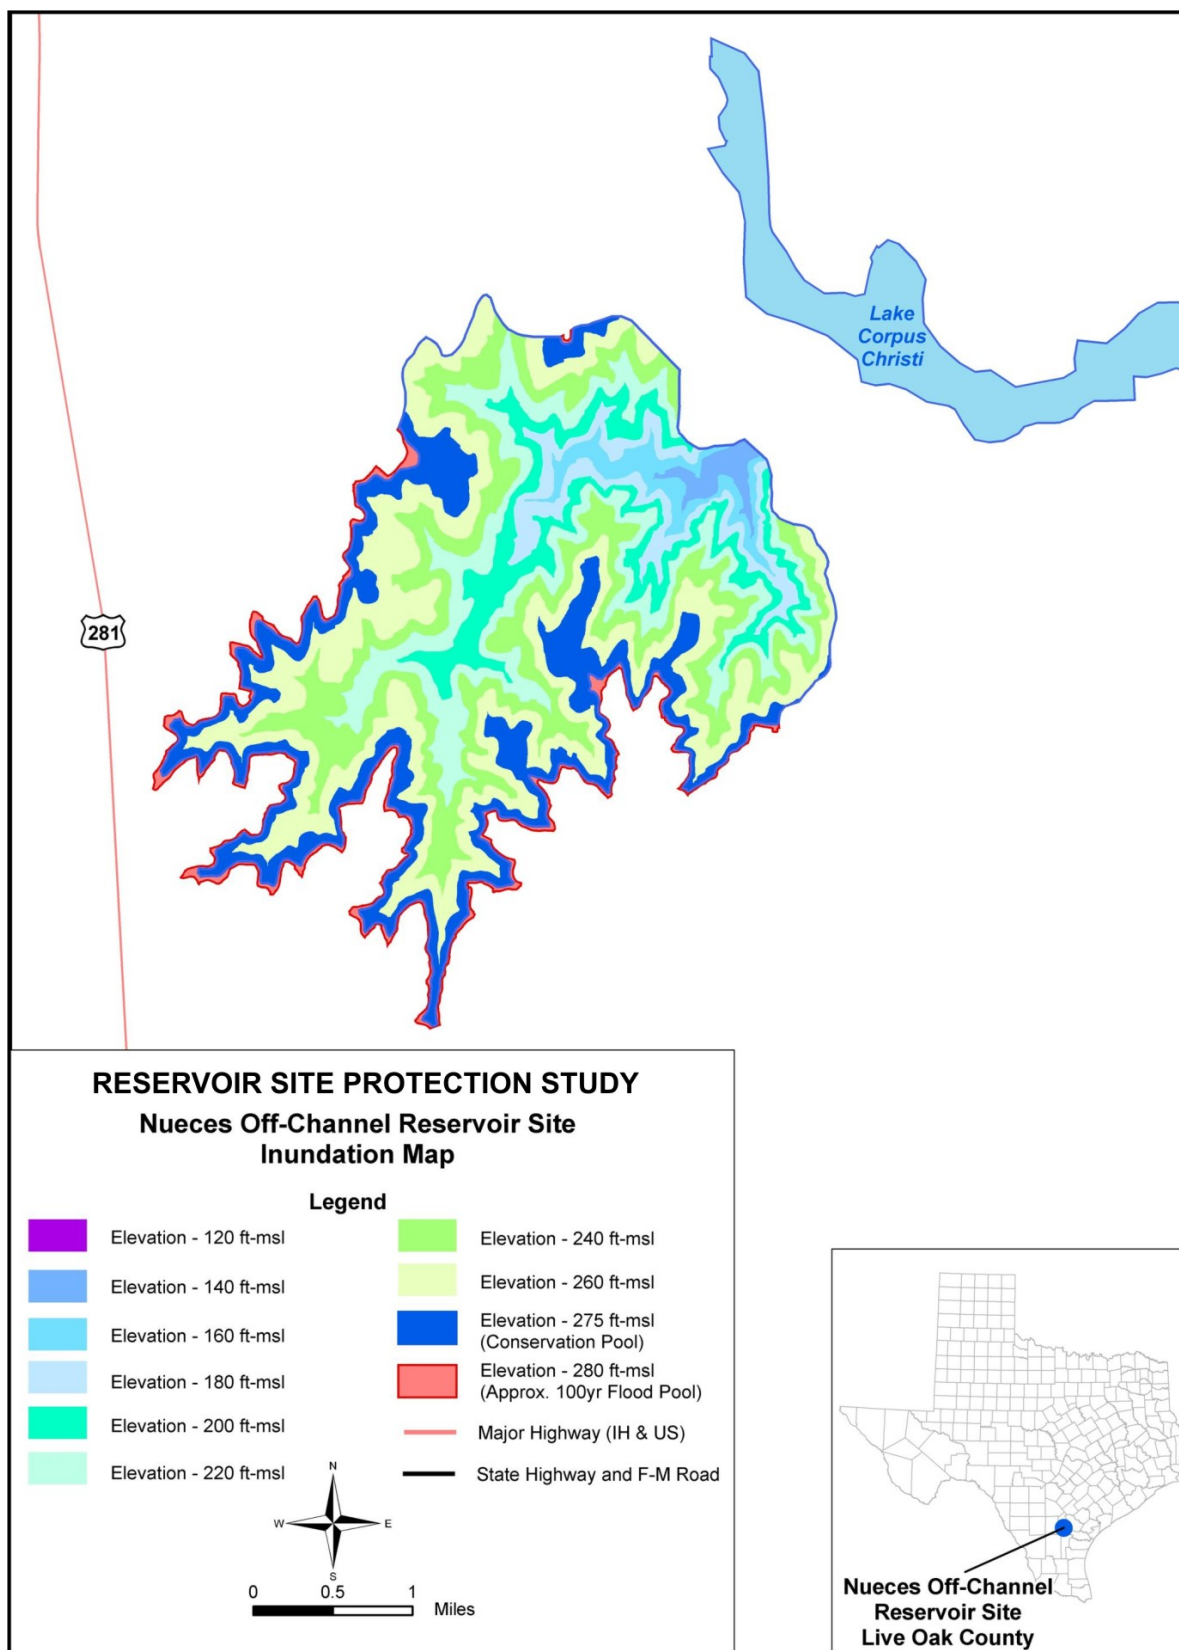 Lake
Corpus
Christi
281
RESERVOIR SITE PROTECTION STUDY
Nueces Off-Channel Reservoir Site
Inundation Map
Legend
Elevation - 120 ft-msl
Elevation - 140 ft-msl
Elevation - 160 ft-msl
Elevation - 180 ft-msl
Elevation - 200 ft-msl
Elevation - 220 ft-msl
Elevation - 240 ft-msl
Elevation - 260 ft-msl
Elevation - 275 ft-msl
(Conservation Pool)
Elevation - 280 ft-msl
(Approx. 100yr Flood Pool)
Major Highway (IH & US)
State Highway and F-M Road
N
W E
S
0 0.5 1
Miles
Nueces Off-Channel
Reservoir Site
Live Oak County